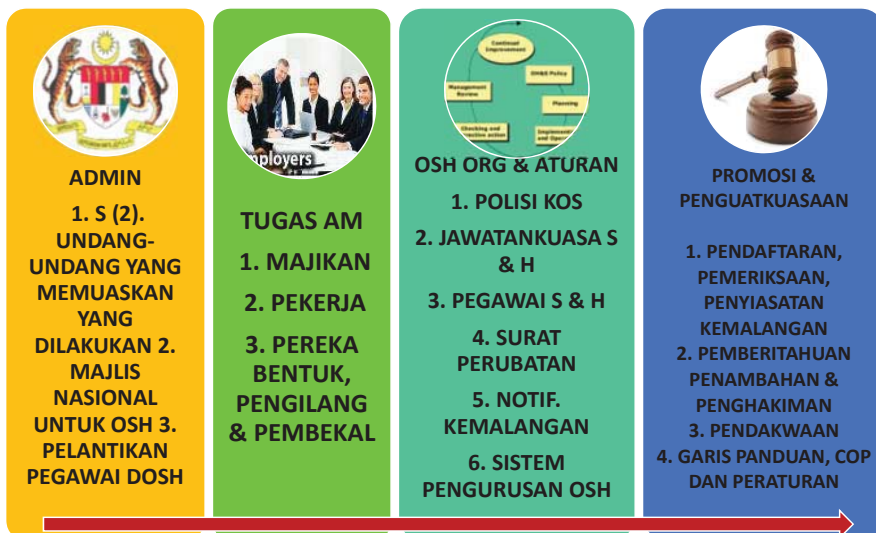 ADMIN
1. S (2).
UNDANG-
UNDANG YANG
MEMUASKAN
YANG
DILAKUKAN 2.
MAJLIS
NASIONAL
UNTUK OSH 3.
PELANTIKAN
PEGAWAI DOSH
mployers
TUGAS AM
1. MAJIKAN
2. PEKERJA
3. PEREKA
BENTUK,
PENGILANG
& PEMBEKAL
Continual
Improvement
OH&S Policy
Planning
Management
Review
Checking and
OSH ORG & ATURAN
1. POLISI KOS
2. JAWATANKUASA S
& H
3. PEGAWAI S & H
4. SURAT
PERUBATAN
5. NOTIF.
KEMALANGAN
6. SISTEM
PENGURUSAN OSH
PROMOSI &
PENGUATKUASAAN
1. PENDAFTARAN,
PEMERIKSAAN,
PENYIASATAN
KEMALANGAN
2. PEMBERITAHUAN
PENAMBAHAN &
PENGHAKIMAN
3. PENDAKWAAN
4. GARIS PANDUAN, COP
DAN PERATURAN